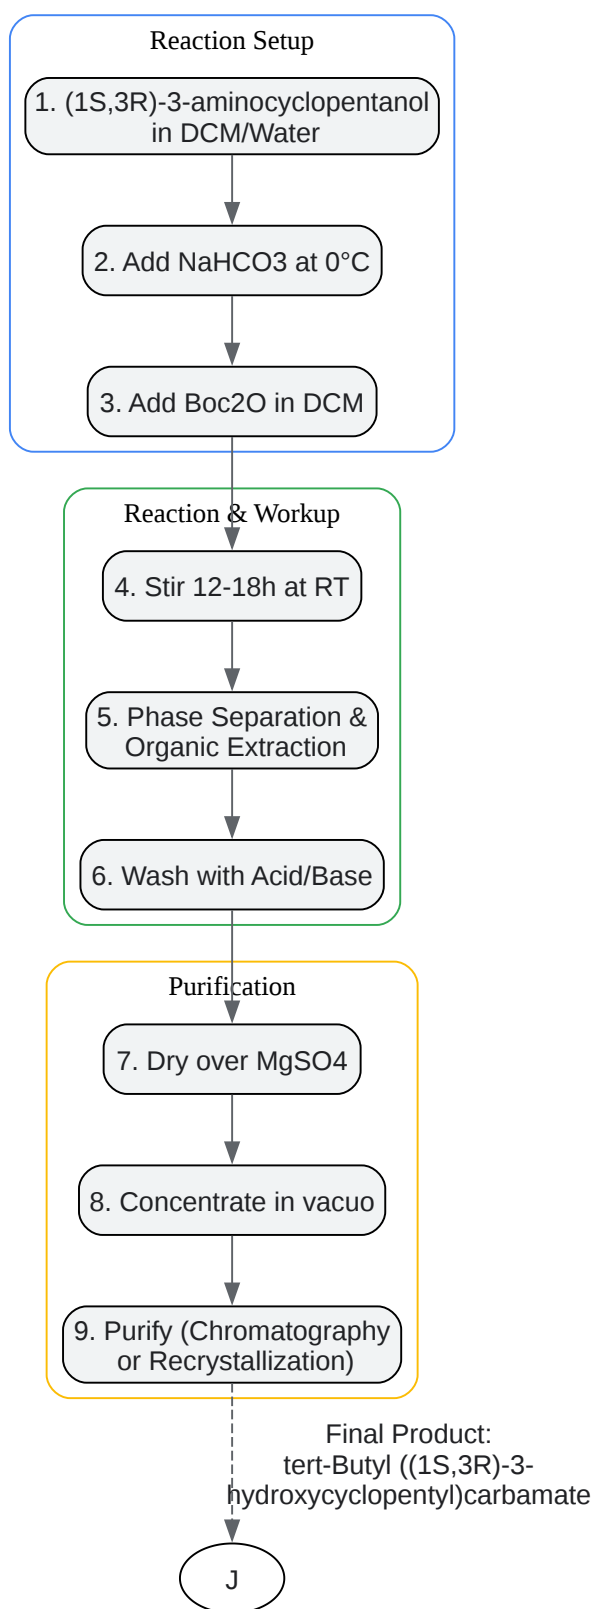 Reaction Setup
1. (1S,3R)-3-aminocyclopentanol
in DCM/Water
2. Add NaHCO3 at 0°C
3. Add Boc2O in DCM
Reaction & Workup
4. Stir 12-18h at RT
5. Phase Separation &
Organic Extraction
6. Wash with Acid/Base
Purification
7. Dry over MgSO4
8. Concentrate in vacuo
9. Purify (Chromatography
or Recrystallization)
Final Product:
tert-Butyl ((1S,3R)-3-
hydroxycyclopentyl)carbamate
J